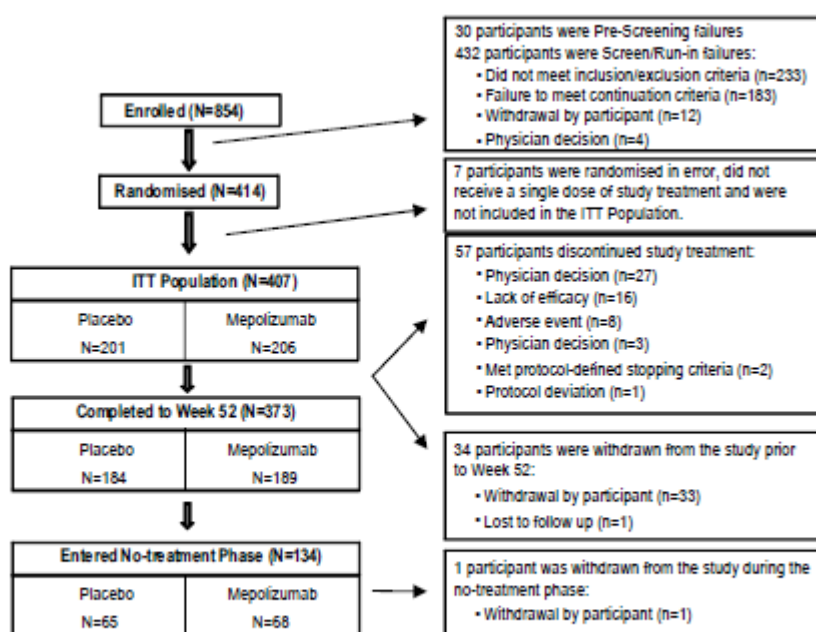 30 participants were Pre-Screening failures
432 participants were Screen/Run-in failures:
▪ Did not meet inclusion/exclusion criteria (n=233)
▪ Failure to meet continuation criteria (n=183)
▪ Withdrawal by participant (n=12)
▪ Physician decision (n=4)
Enrolled (N=854)
Randomised (N=414)
7 participants were randomised in error, did not
receive a single dose of study treatment and were
not included in the ITT Population.
ITT Population (N=407)
Placebo
N=201
Mepolizumab
N=206
57 participants discontinued study treatment:
▪ Physician decision (n=27)
▪ Lack of efficacy (n=16)
▪ Adverse event (n=8)
▪ Physician decision (n=3)
▪ Met protocol-defined stopping criteria (n=2)
▪ Protocol deviation (n=1)
Completed to Week 52 (N=373)
Placebo
N=184
Mepolizumab
N=189
34 participants were withdrawn from the study prior
to Week 52:
▪ Withdrawal by participant (n=33)
▪ Lost to follow up (n=1)
Entered No-treatment Phase (N=134)
Placebo
N=65
Mepolizumab
N=68
1 participant was withdrawn from the study during the
no-treatment phase:
▪ Withdrawal by participant (n=1)